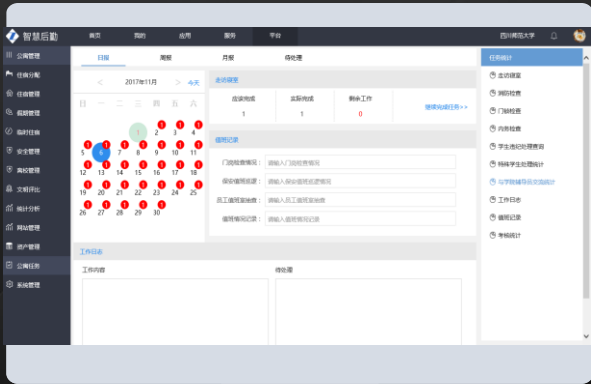 智慧后勤 首页 我的 应用 服务 平台 四川师范大学
公寓管理
住宿分配
住宿管理
假期管理
临时住宿
安全管理
离校管理
文明评比
统计分析
网站管理
资产管理
公寓任务
系统管理
日报 周报 月报 待处理
< 2017年11月 > 今天
日 一 二 三 四 五 六
1 2 3 4
5 6 7 8 9 10 11
12 13 14 15 16 17 18
19 20 21 22 23 24 25
26 27 28 29 30
走访寝室
应该完成 实际完成 剩余工作
1 1 0
继续完成任务>>
值班记录
门岗检查情况: 请输入门岗检查情况
保安值班巡逻: 请输入保安值班巡逻情况
员工值班室抽查: 请输入员工值班室抽查
值班情况记录: 请输入值班情况记录
工作日志
工作内容 待处理
任务统计
走访寝室
消防检查
门禁检查
内务检查
学生违纪处理查询
特殊学生处理统计
与学院辅导员交流统计
工作日志
值班记录
考核统计